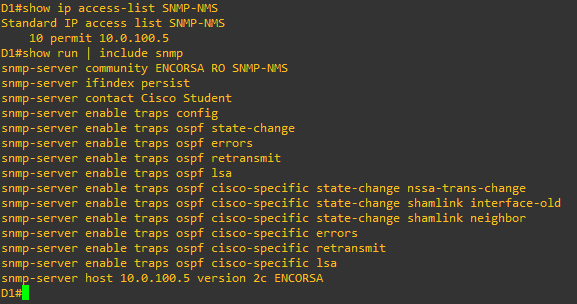 D1#show ip access-list SNMP-NMS
Standard IP access list SNMP-NMS
    10 permit 10.0.100.5
D1#show run | include snmp
snmp-server community ENCORSA RO SNMP-NMS
snmp-server ifindex persist
snmp-server contact Cisco Student
snmp-server enable traps config
snmp-server enable traps ospf state-change
snmp-server enable traps ospf errors
snmp-server enable traps ospf retransmit
snmp-server enable traps ospf lsa
snmp-server enable traps ospf cisco-specific state-change nssa-trans-change
snmp-server enable traps ospf cisco-specific state-change shamlink interface-old
snmp-server enable traps ospf cisco-specific state-change shamlink neighbor
snmp-server enable traps ospf cisco-specific errors
snmp-server enable traps ospf cisco-specific retransmit
snmp-server enable traps ospf cisco-specific lsa
snmp-server host 10.0.100.5 version 2c ENCORSA
D1#